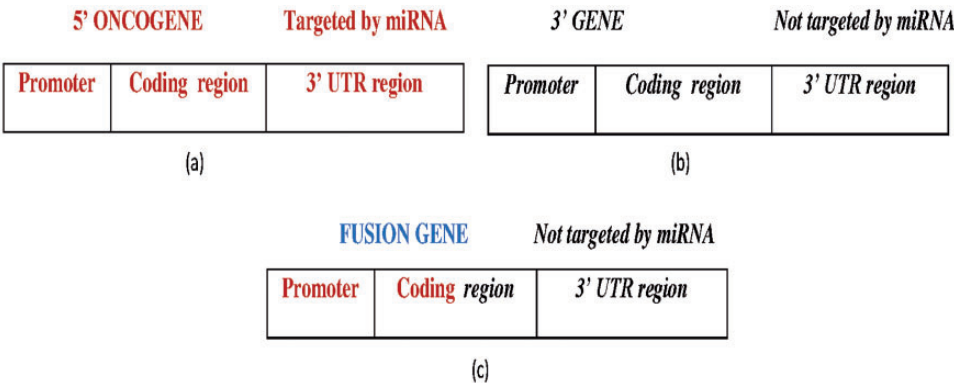 5’ ONCOGENE Targeted by miRNA
Promoter Coding region 3’ UTR region
(a)
3’ GENE Not targeted by miRNA
Promoter Coding region 3’ UTR region
(b)
FUSION GENE Not targeted by miRNA
Promoter Coding region 3’ UTR region
(c)